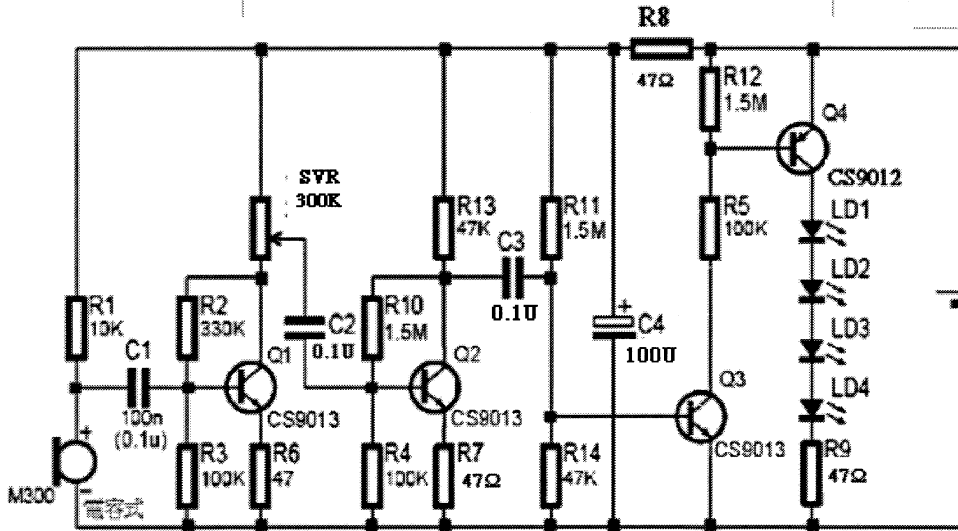 R8
47Ω
R12
1.5M
Q4
CS9012
SVR
300K
R13
47K
R11
1.5M
C3
0.1U
R5
100K
LD1
LD2
LD3
LD4
R1
10K
R2
330K
C1
100n
(0.1u)
Q1
CS9013
C2
0.1U
R10
1.5M
Q2
CS9013
+
C4
100U
Q3
CS9013
+
M300
-
電容式
R3
100K
R6
47
R4
100K
R7
47Ω
R14
47K
R9
47Ω